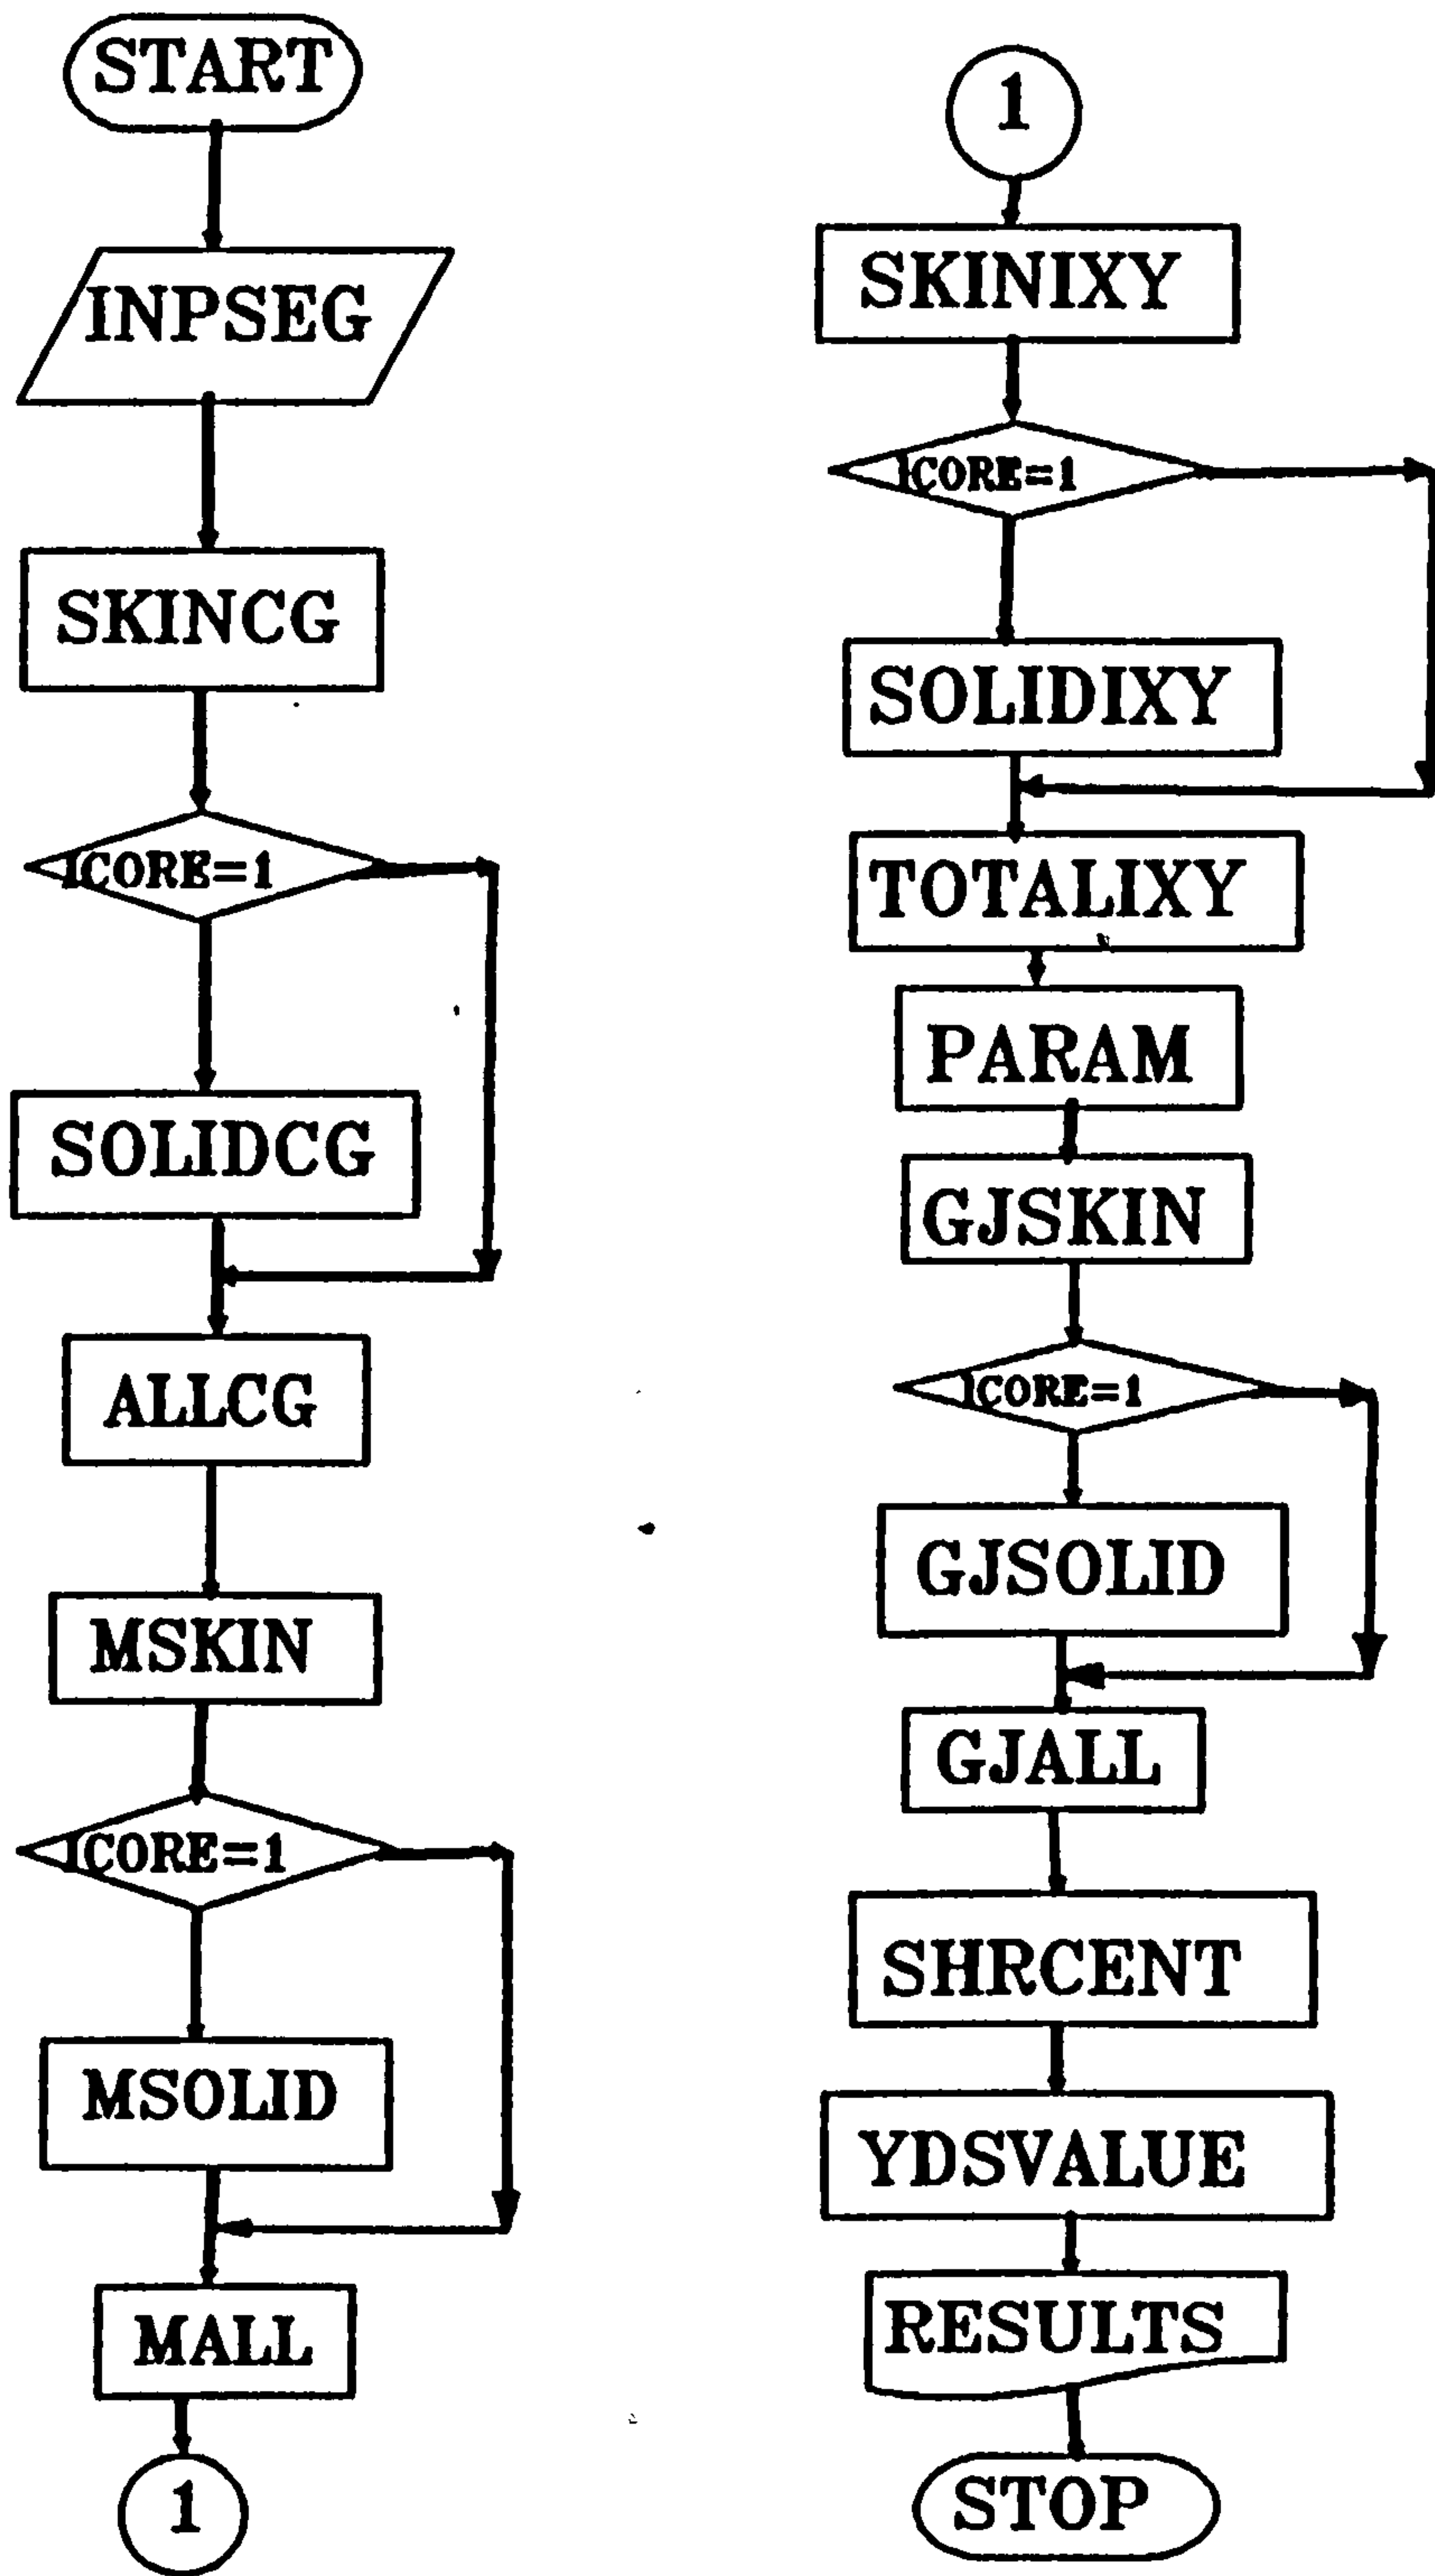 START
INPSEG
SKINCG
ICORE=1
SOLIDCG
ALLCG
MSKIN
ICORE=1
MSOLID
MALL
1
1
SKINIXY
ICORE=1
SOLIDIXY
TOTALIXY
PARAM
GJSKIN
ICORE=1
GJSOLID
GJALL
SHRCENT
YDSVALUE
RESULTS
STOP